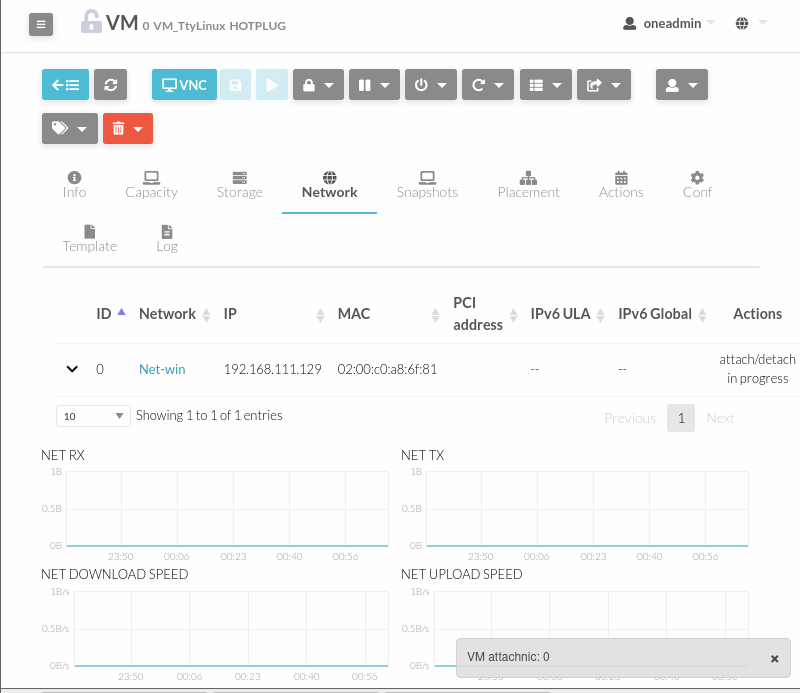 VM 0 VM_TtyLinux HOTPLUG
oneadmin
VNC
Info Capacity Storage Network Snapshots Placement Actions Conf
Template Log
ID Network IP MAC PCI address IPv6 ULA IPv6 Global Actions
0 Net-win 192.168.111.129 02:00:c0:a8:6f:81 -- -- attach/detach
in progress
10 Showing 1 to 1 of 1 entries Previous 1 Next
NET RX
1B
0.5B
0B
23:50 00:06 00:23 00:40 00:56
NET TX
1B
0.5B
0B
23:50 00:06 00:23 00:40 00:56
NET DOWNLOAD SPEED
1B/s
0.5B/s
0B/s
23:50 00:06 00:23 00:40 00:56
NET UPLOAD SPEED
1B/s
0.5B/s
0B/s
VM attachnic: 0 ×